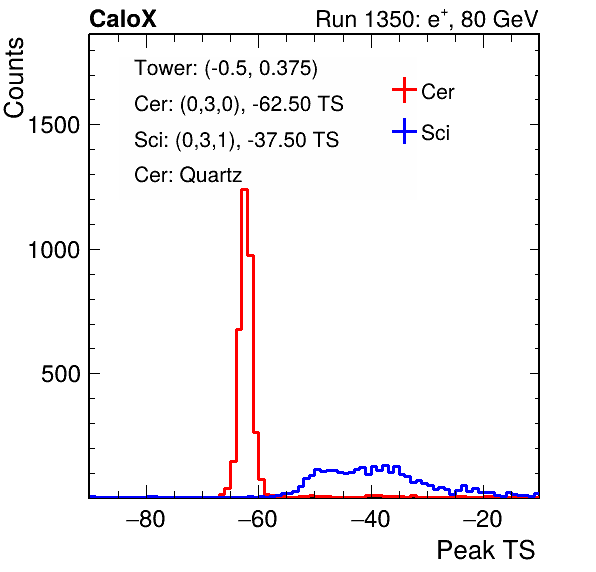 CaloX Run 1350: e⁺, 80 GeV
Counts
Tower: (-0.5, 0.375)
Cer: (0,3,0), -62.50 TS
Sci: (0,3,1), -37.50 TS
Cer: Quartz
Cer
Sci
1500
1000
500
−80 −60 −40 −20
Peak TS